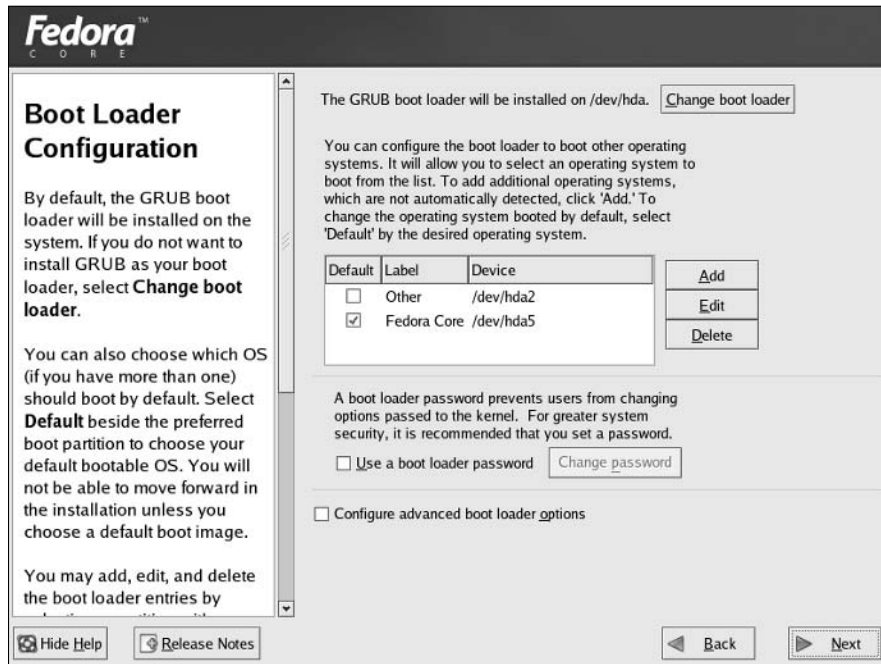 Fedora™
CORE
Boot Loader
Configuration
By default, the GRUB boot
loader will be installed on the
system. If you do not want to
install GRUB as your boot
loader, select Change boot
loader.
You can also choose which OS
(if you have more than one)
should boot by default. Select
Default beside the preferred
boot partition to choose your
default bootable OS. You will
not be able to move forward in
the installation unless you
choose a default boot image.
You may add, edit, and delete
the boot loader entries by
The GRUB boot loader will be installed on /dev/hda. Change boot loader
You can configure the boot loader to boot other operating
systems. It will allow you to select an operating system to
boot from the list. To add additional operating systems,
which are not automatically detected, click 'Add.' To
change the operating system booted by default, select
'Default' by the desired operating system.
Default Label Device
Other /dev/hda2
Fedora Core /dev/hda5
Add
Edit
Delete
A boot loader password prevents users from changing
options passed to the kernel. For greater system
security, it is recommended that you set a password.
Use a boot loader password Change password
Configure advanced boot loader options
Hide Help Release Notes Back Next